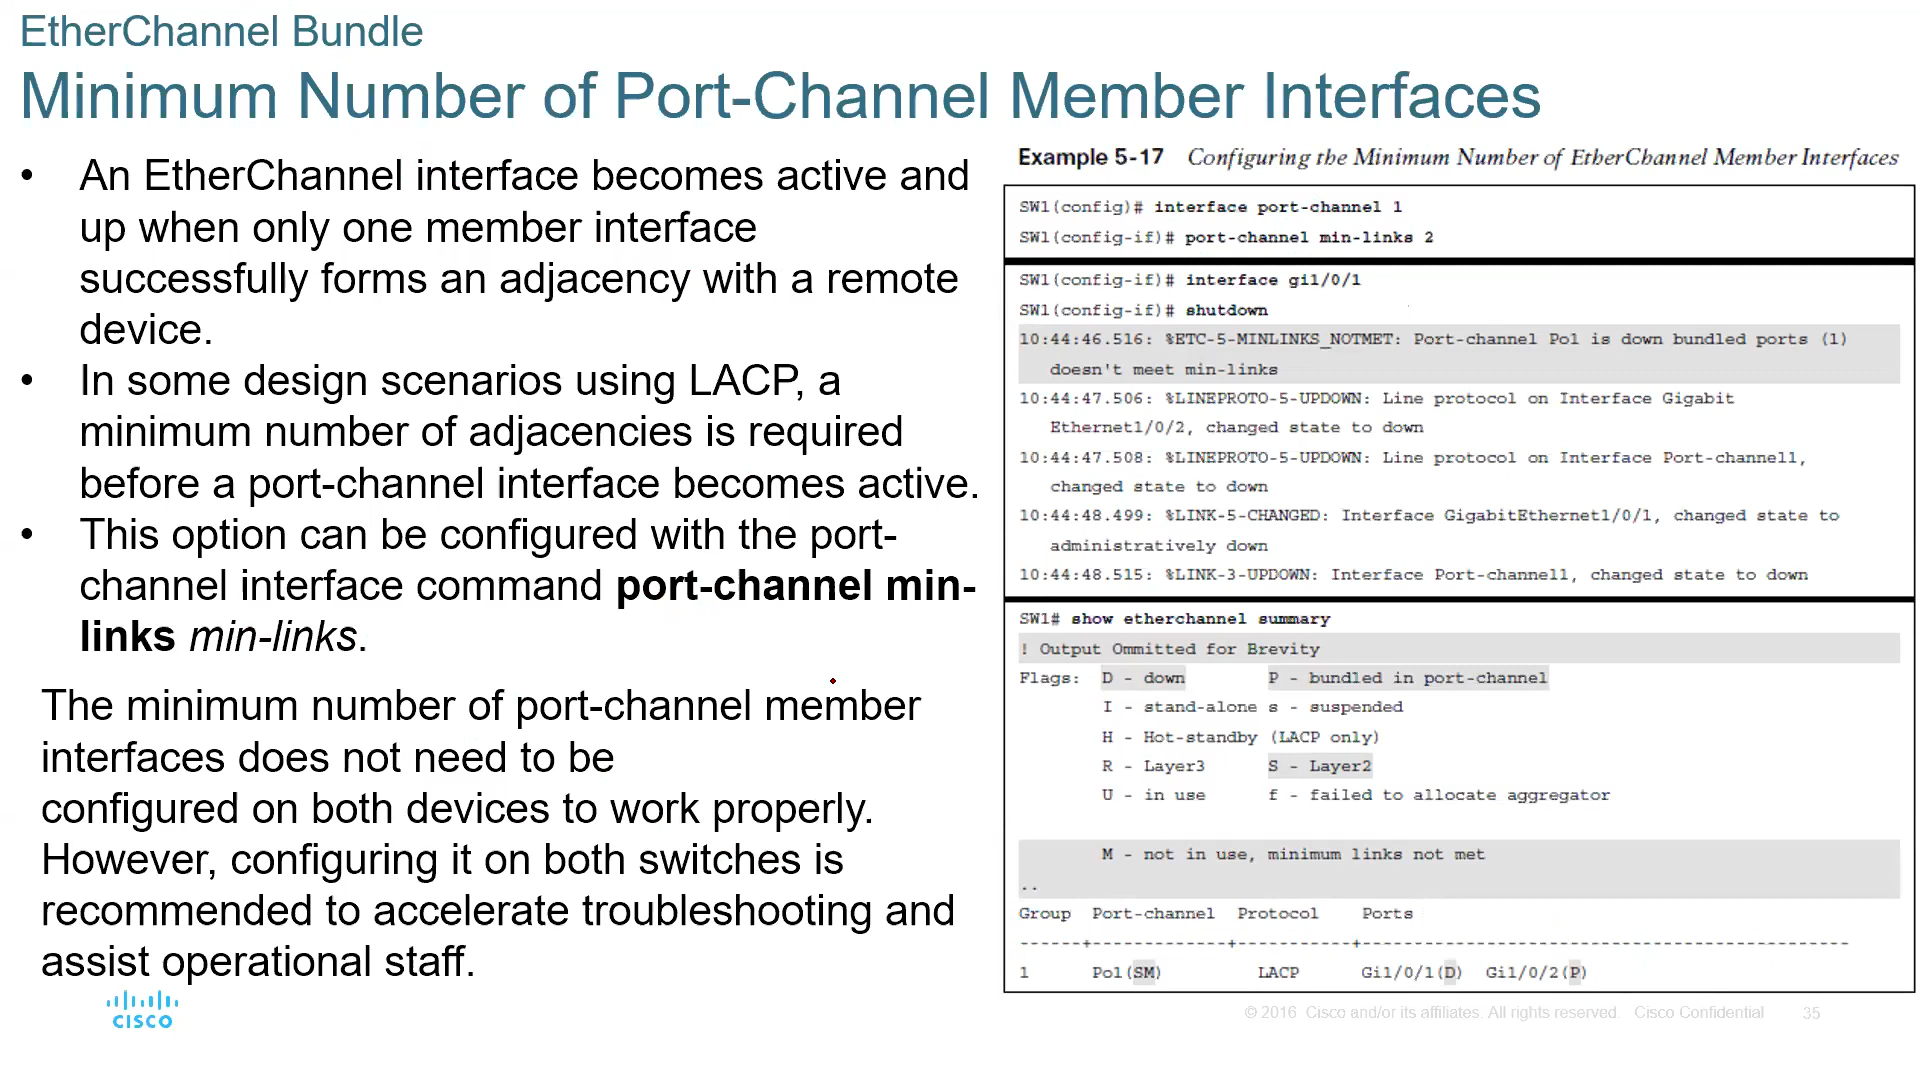 EtherChannel Bundle
Minimum Number of Port-Channel Member Interfaces
• An EtherChannel interface becomes active and
up when only one member interface
successfully forms an adjacency with a remote
device.
• In some design scenarios using LACP, a
minimum number of adjacencies is required
before a port-channel interface becomes active.
• This option can be configured with the port-
channel interface command port-channel min-
links min-links.
The minimum number of port-channel member
interfaces does not need to be
configured on both devices to work properly.
However, configuring it on both switches is
recommended to accelerate troubleshooting and
assist operational staff.
Example 5-17 Configuring the Minimum Number of EtherChannel Member Interfaces
SW1(config)# interface port-channel 1
SW1(config-if)# port-channel min-links 2
SW1(config-if)# interface gi1/0/1
SW1(config-if)# shutdown
10:44:46.516: %ETC-5-MINLINKS_NOTMET: Port-channel Po1 is down bundled ports (1)
doesn't meet min-links
10:44:47.506: %LINEPROTO-5-UPDOWN: Line protocol on Interface Gigabit
Ethernet1/0/2, changed state to down
10:44:47.508: %LINEPROTO-5-UPDOWN: Line protocol on Interface Port-channel1,
changed state to down
10:44:48.499: %LINK-5-CHANGED: Interface GigabitEthernet1/0/1, changed state to
administratively down
10:44:48.515: %LINK-3-UPDOWN: Interface Port-channel1, changed state to down
SW1# show etherchannel summary
! Output Ommitted for Brevity
Flags: D - down P - bundled in port-channel
I - stand-alone s - suspended
H - Hot-standby (LACP only)
R - Layer3 S - Layer2
U - in use f - failed to allocate aggregator
M - not in use, minimum links not met
..
Group Port-channel Protocol Ports
------+-------------+-----------+-----------------------------------------------
1 Po1(SM) LACP Gi1/0/1(D) Gi1/0/2(P)
CISCO
© 2016 Cisco and/or its affiliates. All rights reserved. Cisco Confidential 35